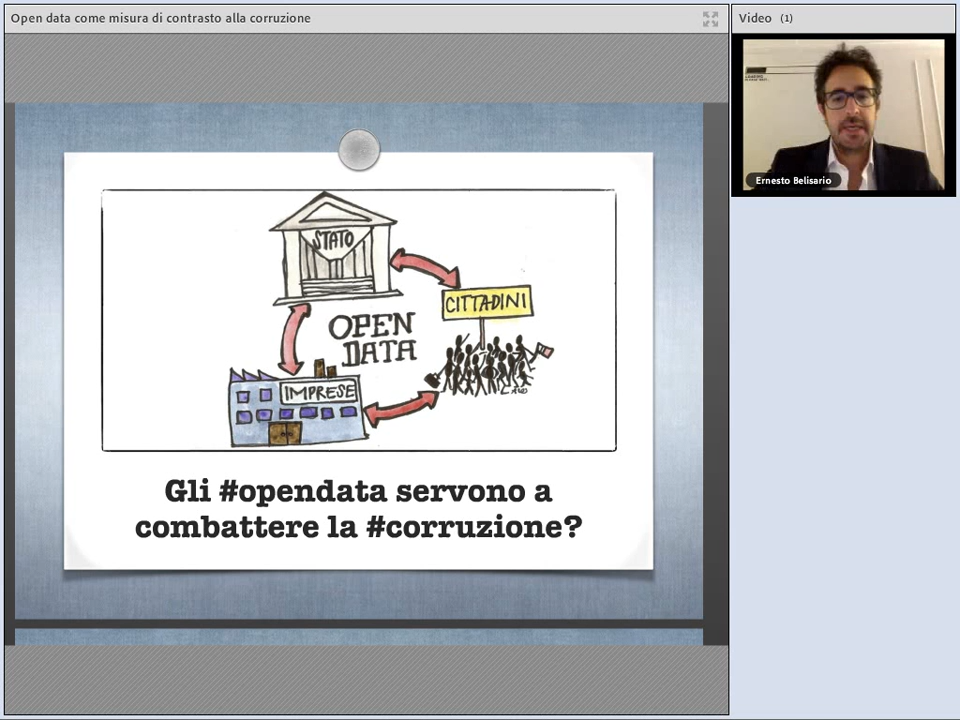 Open data come misura di contrasto alla corruzione
Video (1)
Ernesto Belisario
STATO
CITTADINI
OPEN
DATA
IMPRESE
Gli #opendata servono a
combattere la #corruzione?